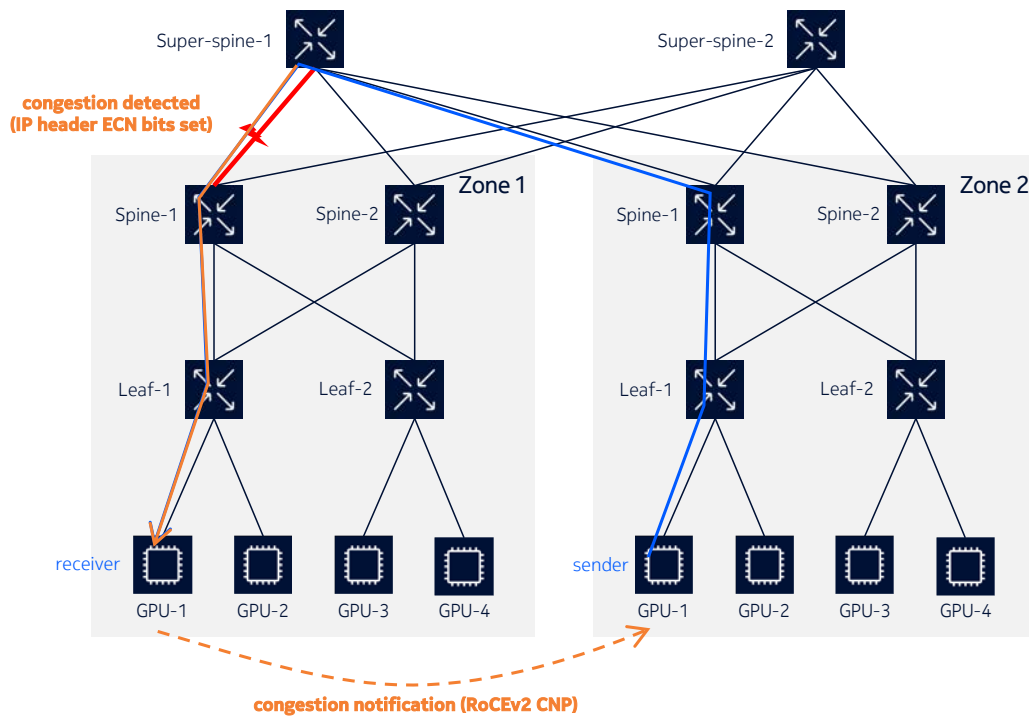 Super-spine-1
Super-spine-2
congestion detected
(IP header ECN bits set)
Zone 1
Zone 2
Spine-1
Spine-2
Spine-1
Spine-2
Leaf-1
Leaf-2
Leaf-1
Leaf-2
receiver
sender
GPU-1
GPU-2
GPU-3
GPU-4
GPU-1
GPU-2
GPU-3
GPU-4
congestion notification (RoCEv2 CNP)